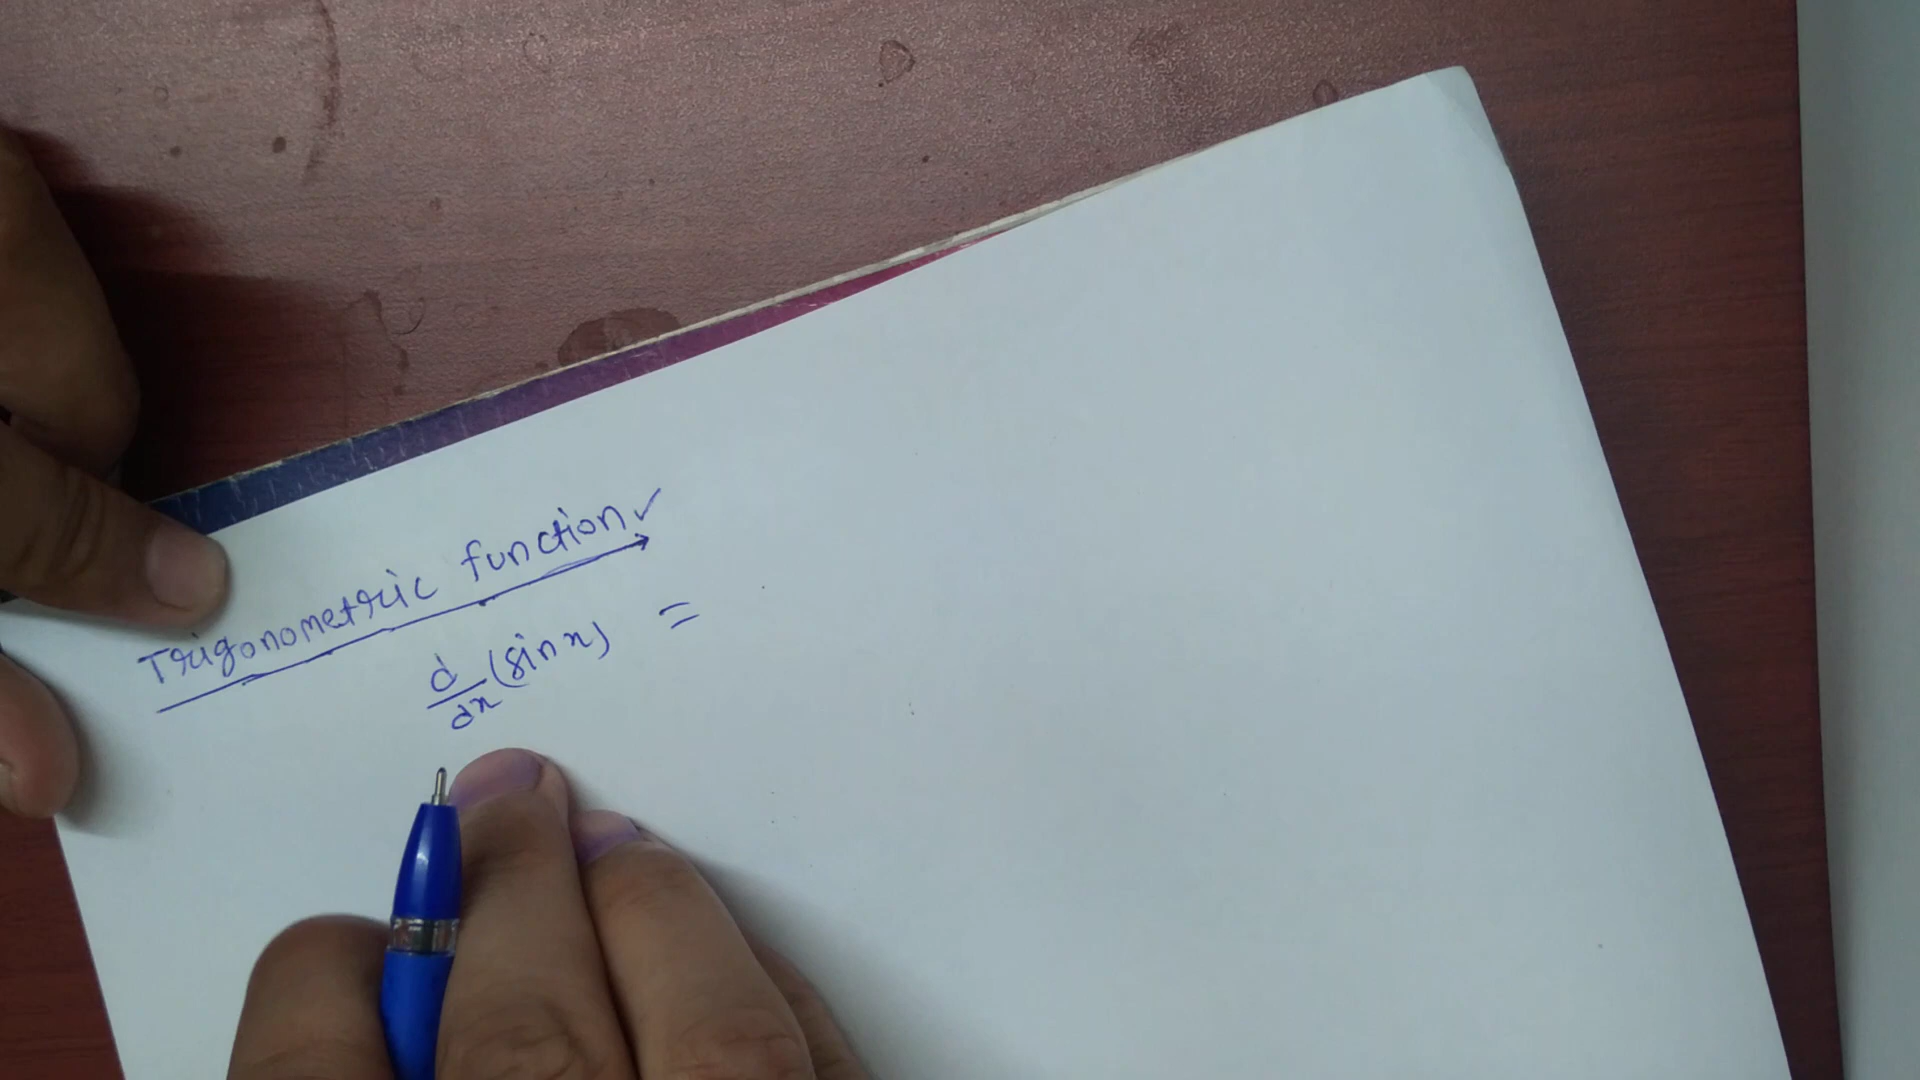 Trigonometric function ✓
d/dx (sin x) =